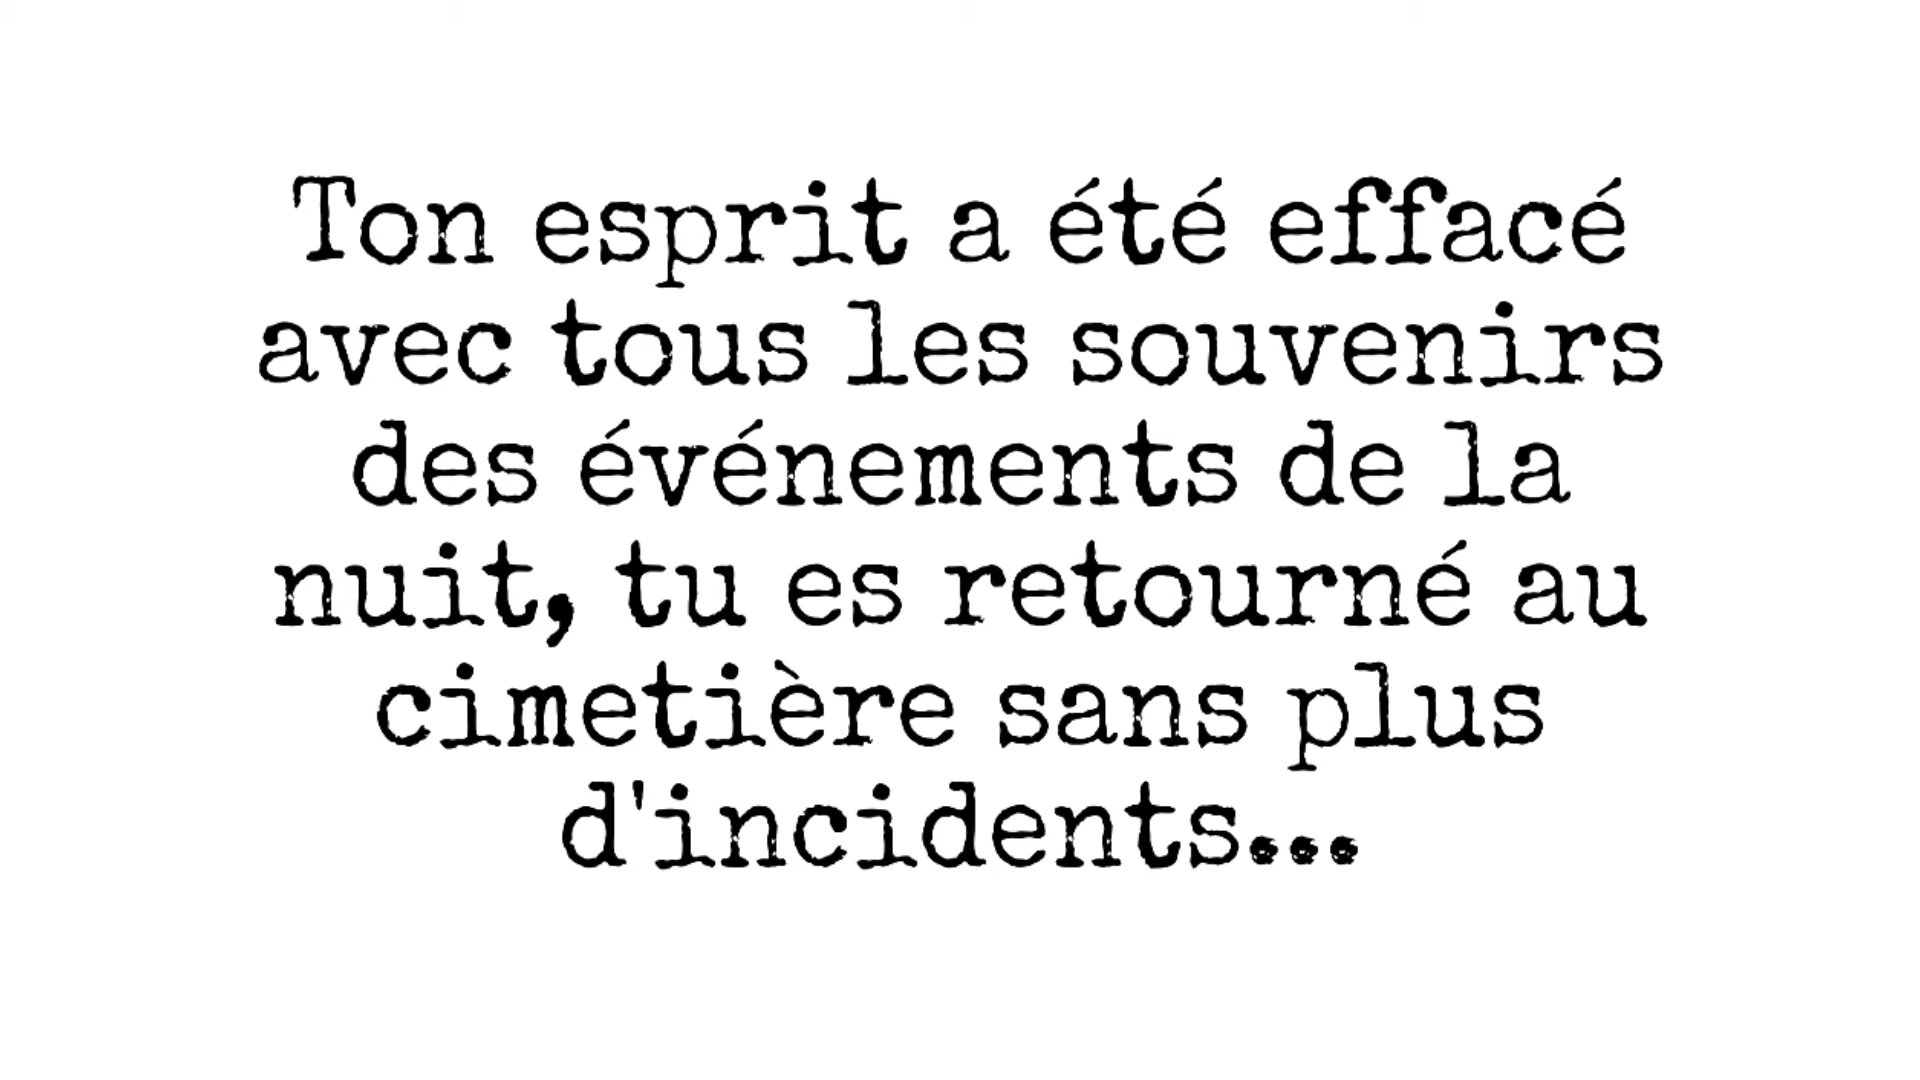 Ton esprit a été effacé
avec tous les souvenirs
des événements de la
nuit, tu es retourné au
cimetière sans plus
d'incidents...